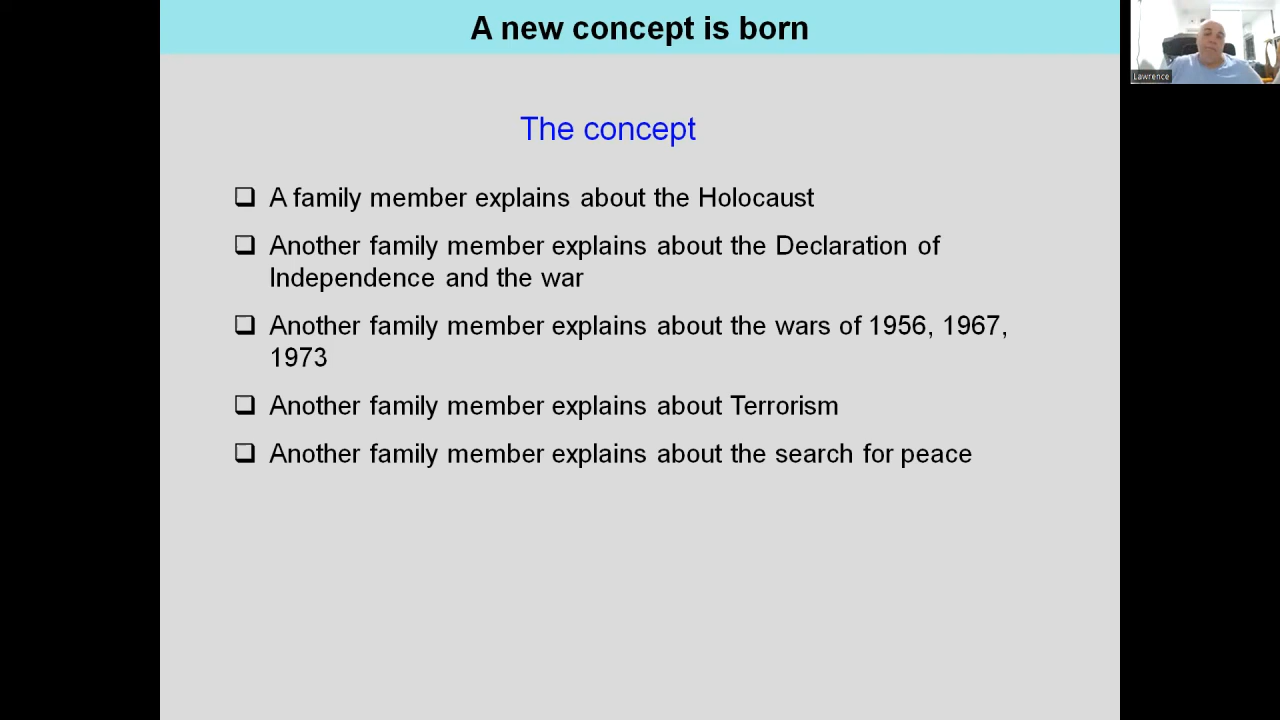 A new concept is born
Lawrence
The concept
A family member explains about the Holocaust
Another family member explains about the Declaration of
Independence and the war
Another family member explains about the wars of 1956, 1967,
1973
Another family member explains about Terrorism
Another family member explains about the search for peace